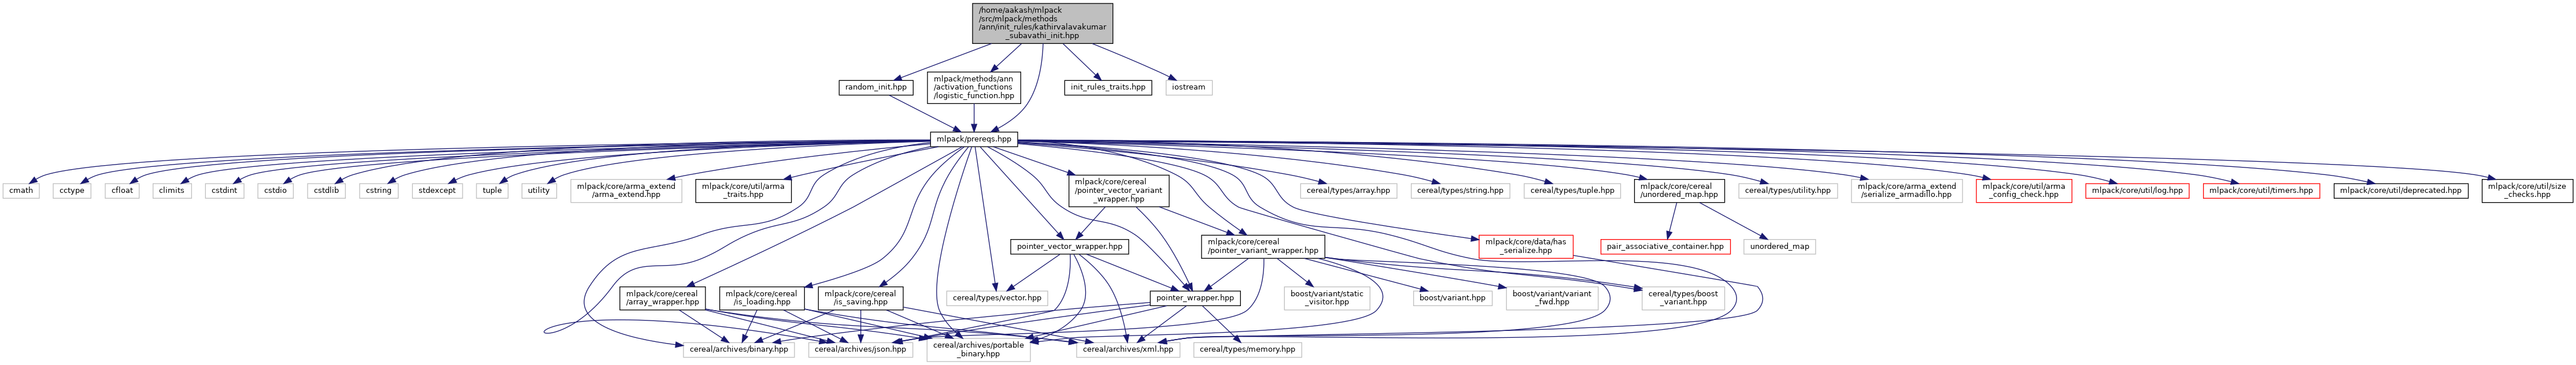 /home/aakash/mlpack
/src/mlpack/methods
/ann/init_rules/kathirvalavakumar
_subavathi_init.hpp
random_init.hpp
mlpack/methods/ann
/activation_functions
/logistic_function.hpp
init_rules_traits.hpp
iostream
mlpack/prereqs.hpp
cmath
cctype
cfloat
climits
cstdint
cstdio
cstdlib
cstring
stdexcept
tuple
utility
mlpack/core/arma_extend
/arma_extend.hpp
mlpack/core/util/arma
_traits.hpp
mlpack/core/cereal
/pointer_vector_variant
_wrapper.hpp
cereal/types/array.hpp
cereal/types/string.hpp
cereal/types/tuple.hpp
mlpack/core/cereal
/unordered_map.hpp
cereal/types/utility.hpp
mlpack/core/arma_extend
/serialize_armadillo.hpp
mlpack/core/util/arma
_config_check.hpp
mlpack/core/util/log.hpp
mlpack/core/util/timers.hpp
mlpack/core/util/deprecated.hpp
mlpack/core/util/size
_checks.hpp
pointer_vector_wrapper.hpp
mlpack/core/cereal
/pointer_variant_wrapper.hpp
mlpack/core/data/has
_serialize.hpp
pair_associative_container.hpp
unordered_map
mlpack/core/cereal
/array_wrapper.hpp
mlpack/core/cereal
/is_loading.hpp
mlpack/core/cereal
/is_saving.hpp
cereal/types/vector.hpp
pointer_wrapper.hpp
boost/variant/static
_visitor.hpp
boost/variant.hpp
boost/variant/variant
_fwd.hpp
cereal/types/boost
_variant.hpp
cereal/archives/binary.hpp
cereal/archives/json.hpp
cereal/archives/portable
_binary.hpp
cereal/archives/xml.hpp
cereal/types/memory.hpp